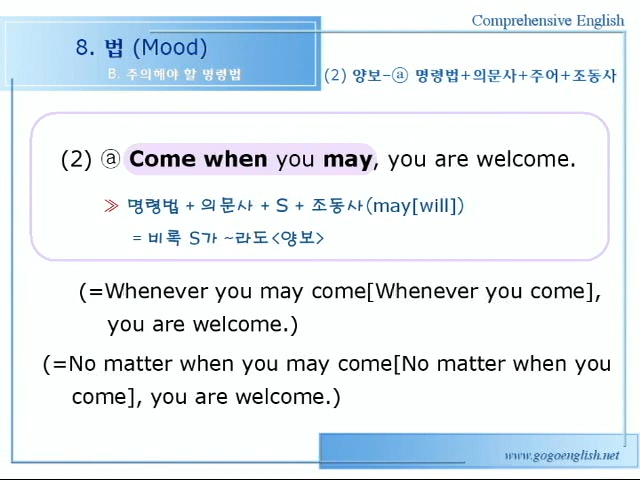 Comprehensive English
8. 법 (Mood)
B. 주의해야 할 명령법
(2) 양보-ⓐ 명령법+의문사+주어+조동사
(2) ⓐ Come when you may, you are welcome.
≫ 명령법 + 의문사 + S + 조동사(may[will])
= 비록 S가 ~라도<양보>
(=Whenever you may come[Whenever you come],
you are welcome.)
(=No matter when you may come[No matter when you
come], you are welcome.)
www.gogoenglish.net